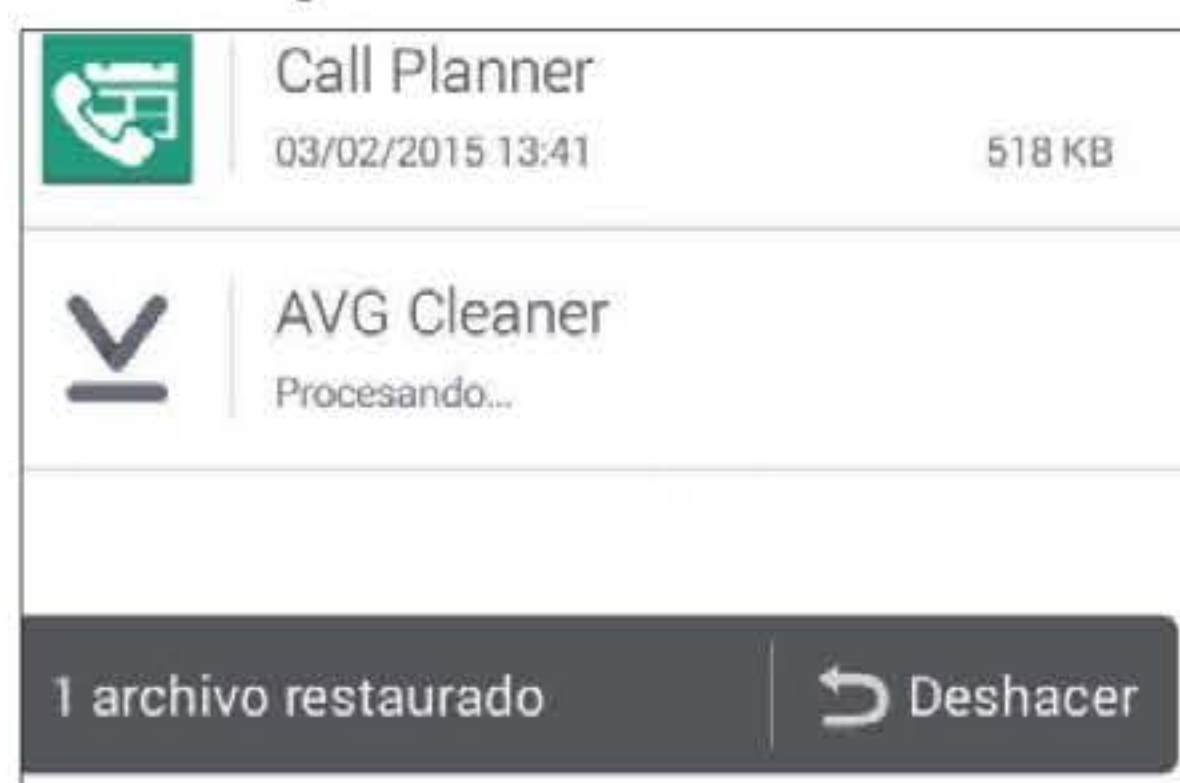 Call Planner
03/02/2015 13:41 518 KB
AVG Cleaner
Procesando...
1 archivo restaurado Deshacer